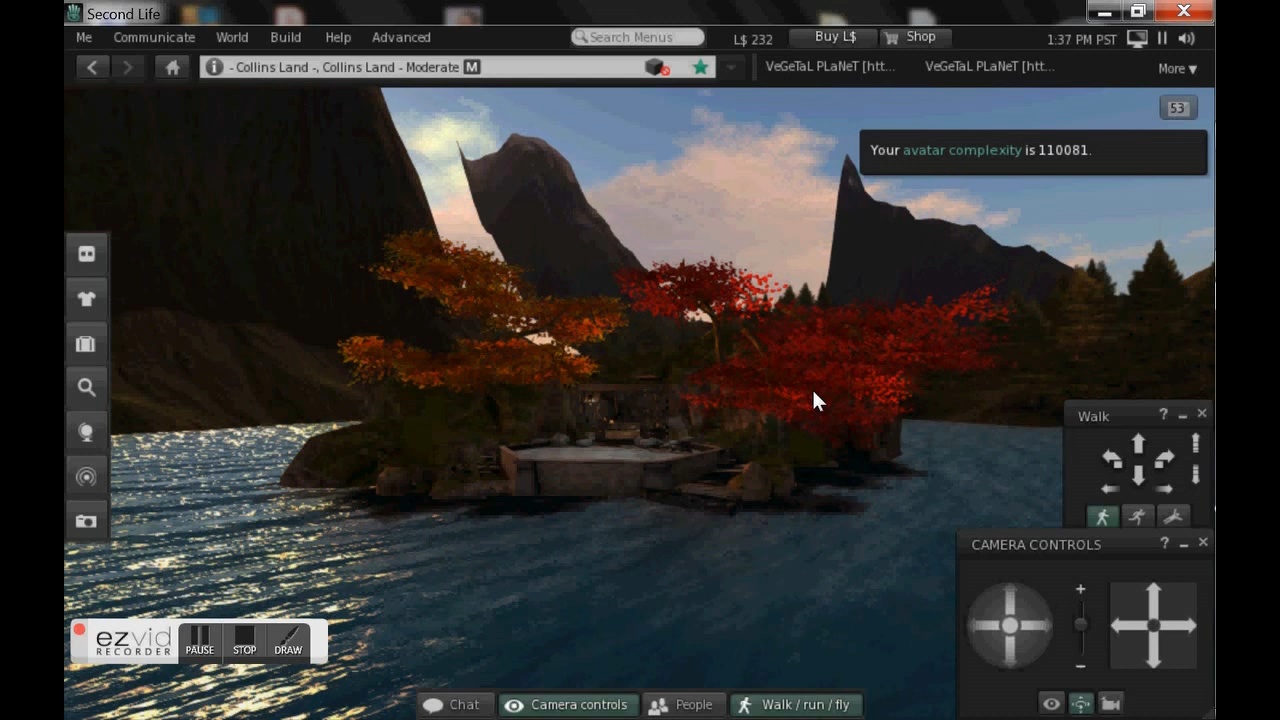 Second Life
Me Communicate World Build Help Advanced Search Menus L$ 232 Buy L$ Shop 1:37 PM PST
- Collins Land -, Collins Land - Moderate M VeGeTaL PLaNeT [htt... VeGeTaL PLaNeT [htt... More
53
Your avatar complexity is 110081.
Walk ?
CAMERA CONTROLS ?
ezvid
RECORDER
PAUSE STOP DRAW
Chat Camera controls People Walk / run / fly